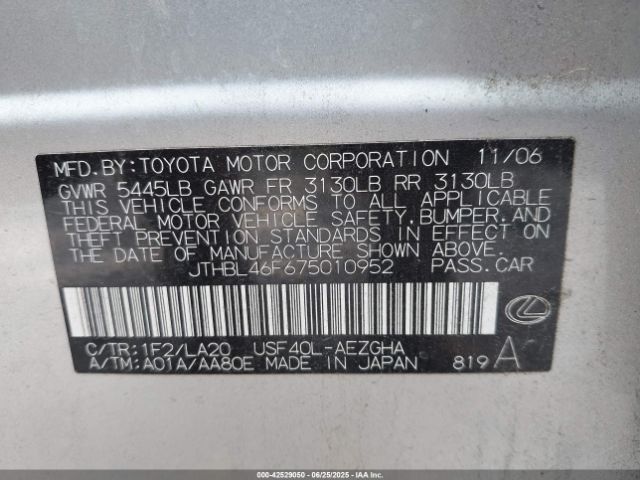 MFD.BY:TOYOTA MOTOR CORPORATION 11/06
GVWR 5445LB GAWR FR 3130LB RR 3130LB
THIS VEHICLE CONFORMS TO ALL APPLICABLE
FEDERAL MOTOR VEHICLE SAFETY,BUMPER,AND
THEFT PREVENTION STANDARDS IN EFFECT ON
THE DATE OF MANUFACTURE SHOWN ABOVE.
JTHBL46F675010952 PASS.CAR
C/TR:1F2/LA20 USF40L-AEZGHA
A/TM:A01A/AA80E MADE IN JAPAN 819 A
000-42529050 - 06/25/2025 - IAAI.COM